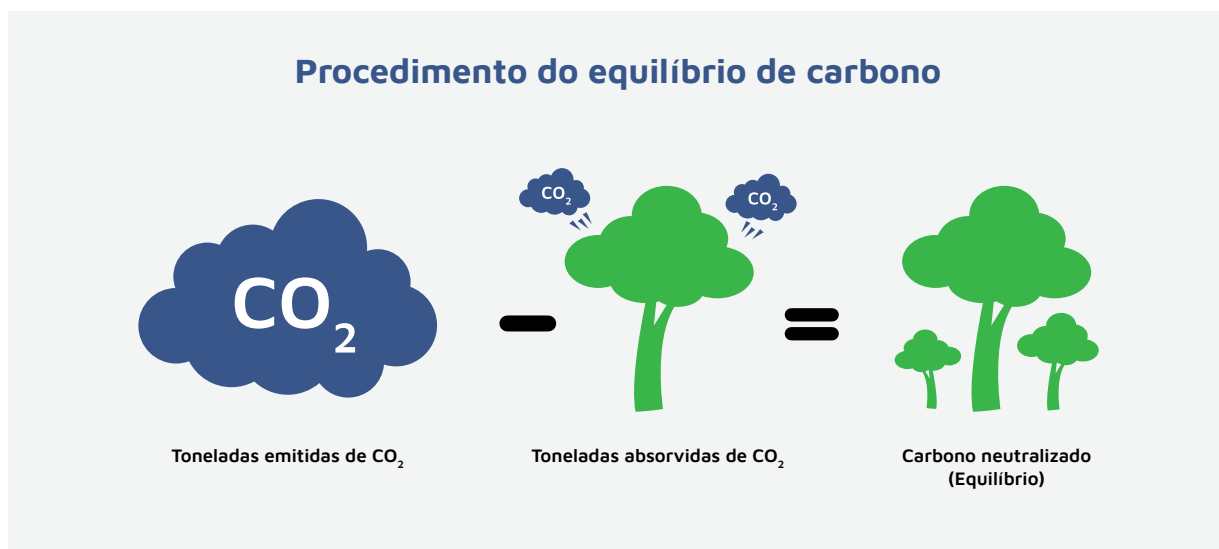 Procedimento do equilíbrio de carbono
CO₂
CO₂
CO₂
Toneladas emitidas de CO₂
Toneladas absorvidas de CO₂
Carbono neutralizado
(Equilíbrio)